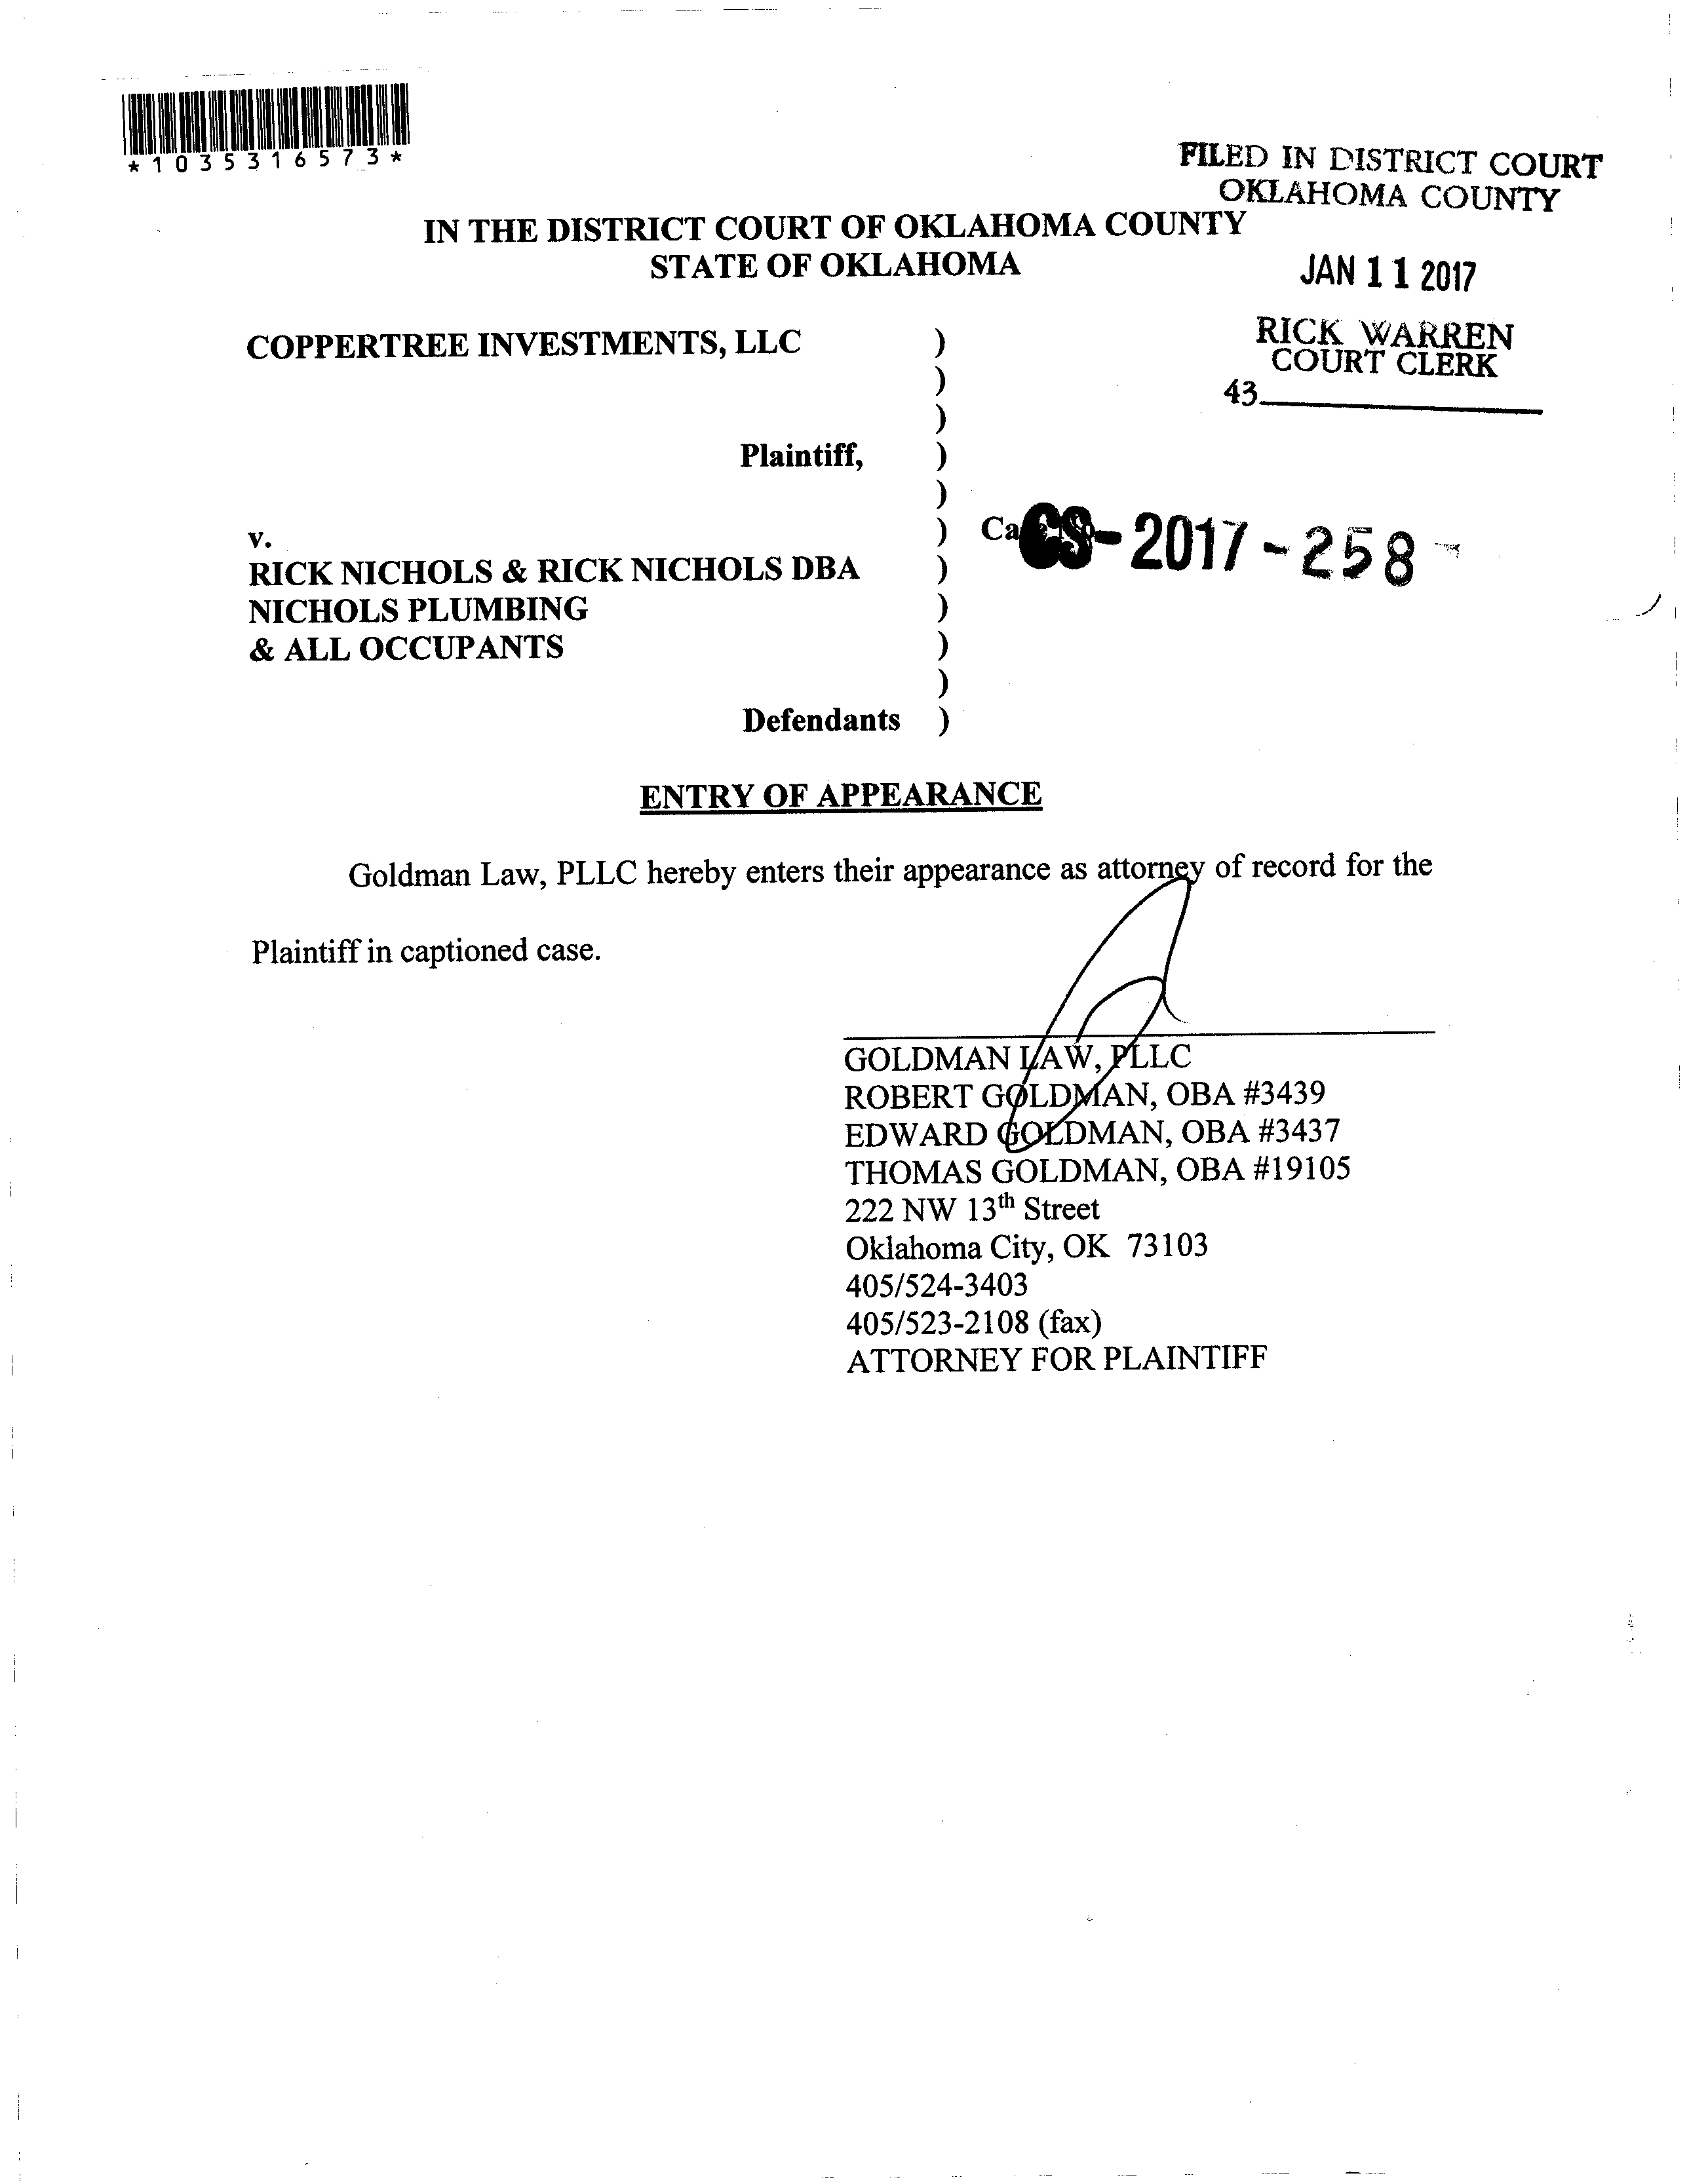 *1035316573*
FILED IN DISTRICT COURT
OKLAHOMA COUNTY
IN THE DISTRICT COURT OF OKLAHOMA COUNTY
STATE OF OKLAHOMA
JAN 11 2017
RICK WARREN
COURT CLERK
43
COPPERTREE INVESTMENTS, LLC )
)
)
Plaintiff, )
)
v. ) Ca CS-2017-258-
RICK NICHOLS & RICK NICHOLS DBA )
NICHOLS PLUMBING )
& ALL OCCUPANTS )
)
Defendants )
ENTRY OF APPEARANCE
Goldman Law, PLLC hereby enters their appearance as attorney of record for the
Plaintiff in captioned case.
GOLDMAN LAW, PLLC
ROBERT GOLDMAN, OBA #3439
EDWARD GOLDMAN, OBA #3437
THOMAS GOLDMAN, OBA #19105
222 NW 13th Street
Oklahoma City, OK 73103
405/524-3403
405/523-2108 (fax)
ATTORNEY FOR PLAINTIFF